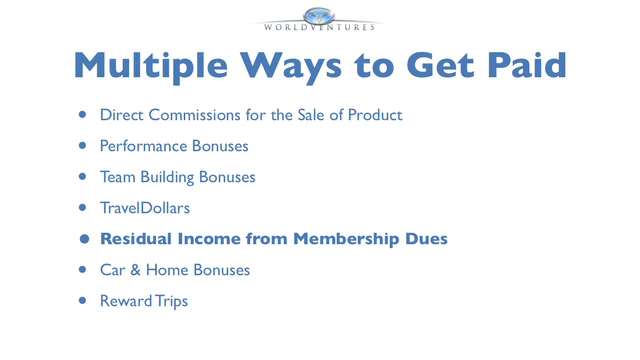 WORLDVENTURES
Multiple Ways to Get Paid
• Direct Commissions for the Sale of Product
• Performance Bonuses
• Team Building Bonuses
• TravelDollars
• Residual Income from Membership Dues
• Car & Home Bonuses
• Reward Trips